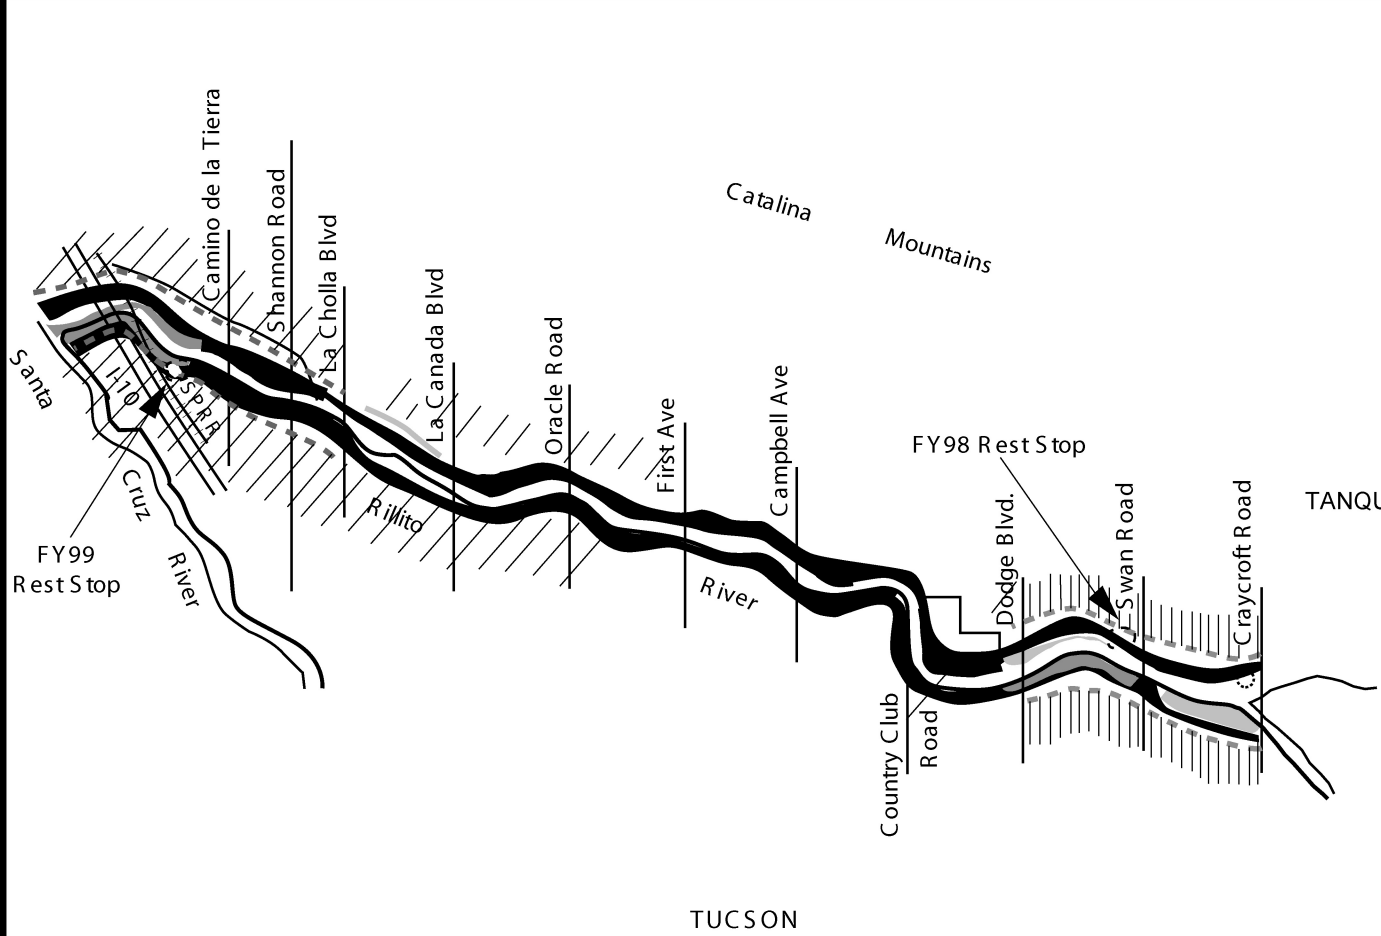 Camino de la Tierra
Shannon Road
La Cholla Blvd
La Canada Blvd
Oracle Road
First Ave
Campbell Ave
Catalina
Mountains
FY98 Rest Stop
Dodge Blvd.
Swan Road
Craycroft Road
TANQU
Santa
Cruz
River
I-10
SPRR
FY99
Rest Stop
Rillito
River
Country Club
Road
TUCSON